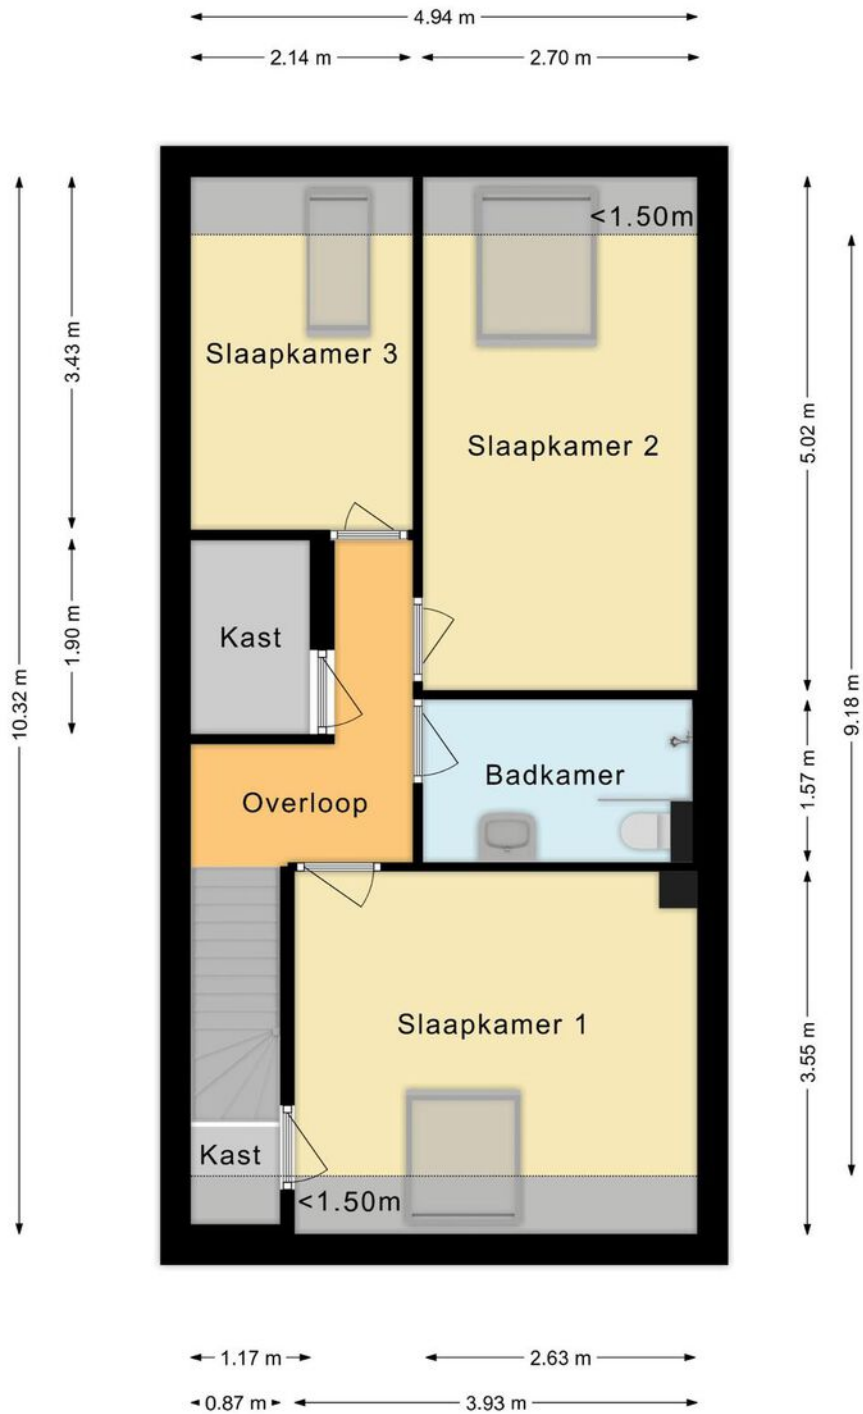 4.94 m
2.14 m
2.70 m
<1.50m
3.43 m
Slaapkamer 3
Slaapkamer 2
5.02 m
1.90 m
Kast
10.32 m
9.18 m
Badkamer
1.57 m
Overloop
Slaapkamer 1
3.55 m
Kast
<1.50m
1.17 m
2.63 m
0.87 m
3.93 m